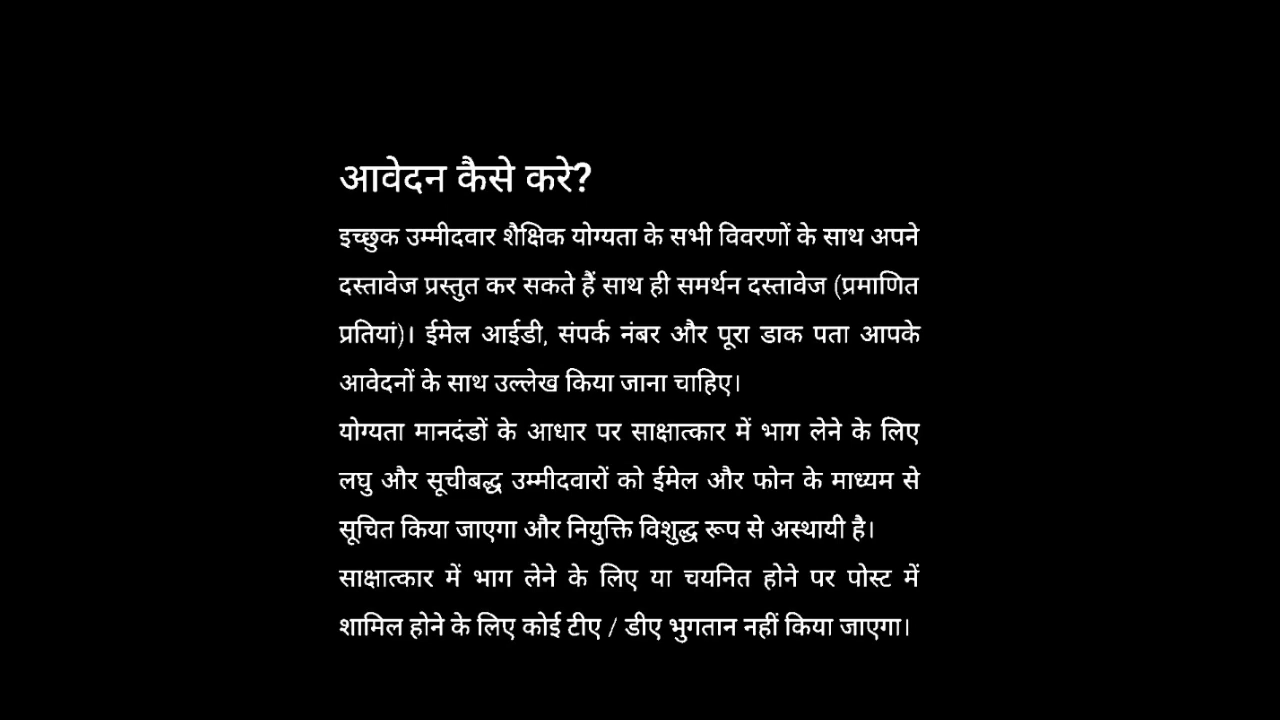 आवेदन कैसे करे?
इच्छुक उम्मीदवार शैक्षिक योग्यता के सभी विवरणों के साथ अपने
दस्तावेज प्रस्तुत कर सकते हैं साथ ही समर्थन दस्तावेज (प्रमाणित
प्रतियां)। ईमेल आईडी, संपर्क नंबर और पूरा डाक पता आपके
आवेदनों के साथ उल्लेख किया जाना चाहिए।
योग्यता मानदंडों के आधार पर साक्षात्कार में भाग लेने के लिए
लघु और सूचीबद्ध उम्मीदवारों को ईमेल और फोन के माध्यम से
सूचित किया जाएगा और नियुक्ति विशुद्ध रूप से अस्थायी है।
साक्षात्कार में भाग लेने के लिए या चयनित होने पर पोस्ट में
शामिल होने के लिए कोई टीए / डीए भुगतान नहीं किया जाएगा।